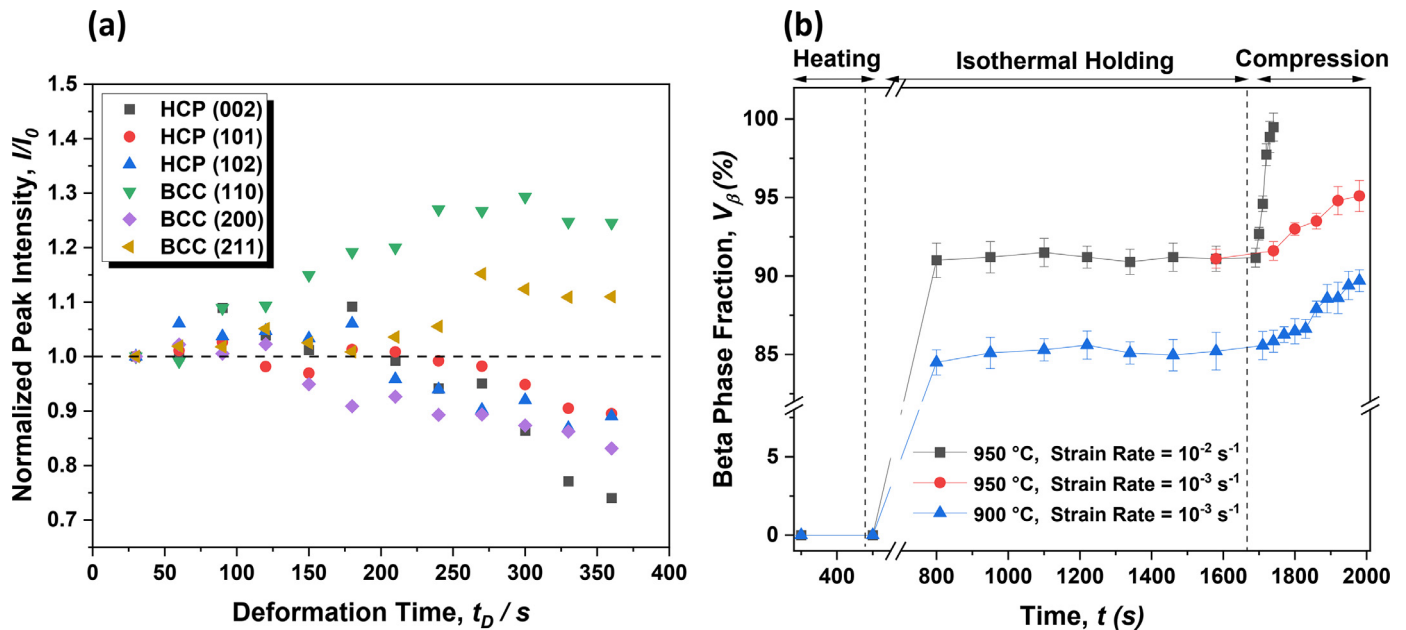 (a)
1.5
1.4
1.3
1.2
1.1
1.0
0.9
0.8
0.7
Normalized Peak Intensity, I/I0
HCP (002)
HCP (101)
HCP (102)
BCC (110)
BCC (200)
BCC (211)
0 50 100 150 200 250 300 350 400
Deformation Time, tD / s
(b)
Heating Isothermal Holding Compression
100
95
90
85
5
0
Beta Phase Fraction, Vβ(%)
950 °C, Strain Rate = 10-2 s-1
950 °C, Strain Rate = 10-3 s-1
900 °C, Strain Rate = 10-3 s-1
400 800 1000 1200 1400 1600 1800 2000
Time, t (s)